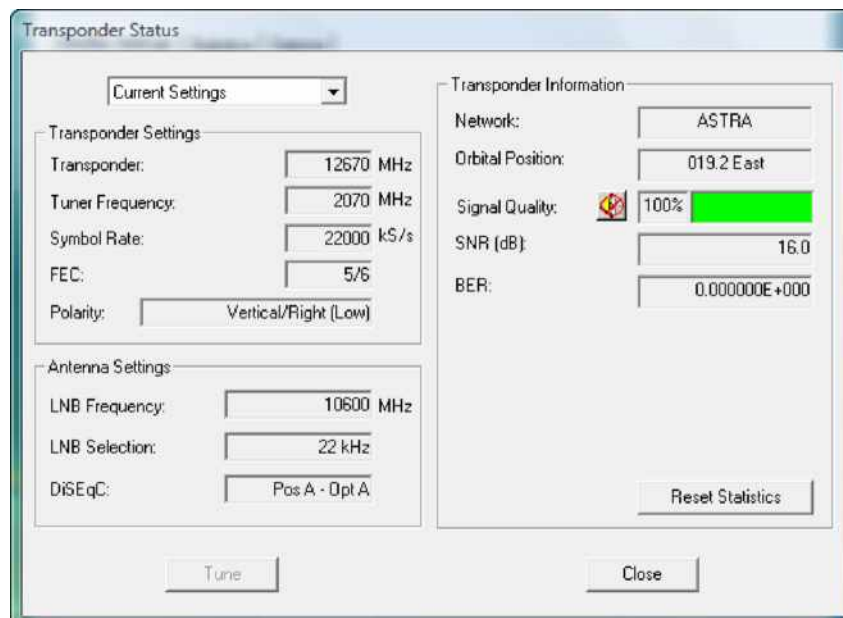 Transponder Status
Current Settings
Transponder Settings
Transponder: 12670 MHz
Tuner Frequency: 2070 MHz
Symbol Rate: 22000 kS/s
FEC: 5/6
Polarity: Vertical/Right (Low)
Antenna Settings
LNB Frequency: 10600 MHz
LNB Selection: 22 kHz
DiSEqC: Pos A - Opt A
Tune
Transponder Information
Network: ASTRA
Orbital Position: 019.2 East
Signal Quality: 100%
SNR (dB): 16.0
BER: 0.000000E+000
Reset Statistics
Close